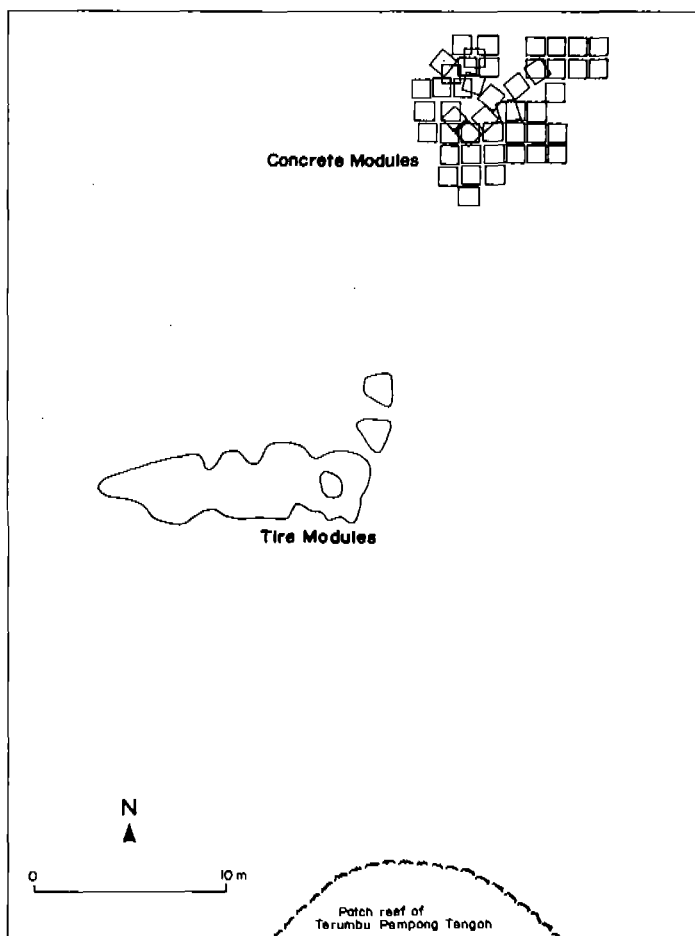 Concrete Modules
Tire Modules
N
0 10 m
Patch reef of
Terumbu Pampong Tengah